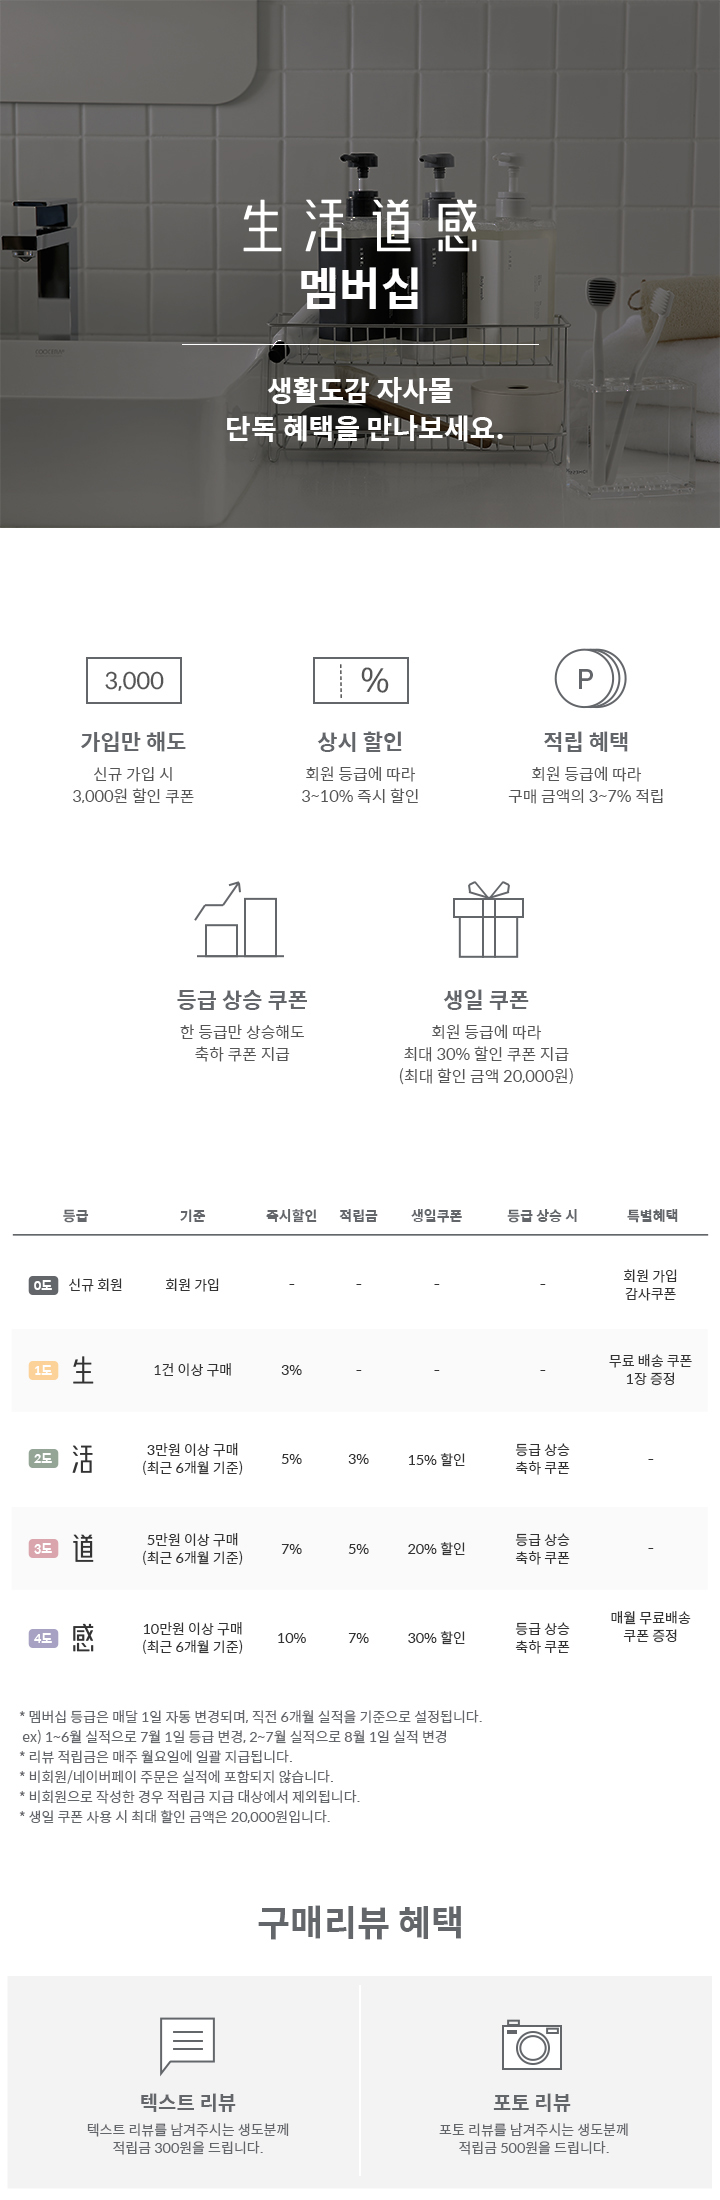 生活道感
멤버십
생활도감 자사몰
단독 혜택을 만나보세요.
3,000
%
P
가입만 해도
상시 할인
적립 혜택
신규 가입 시
3,000원 할인 쿠폰
회원 등급에 따라
3~10% 즉시 할인
회원 등급에 따라
구매 금액의 3~7% 적립
등급 상승 쿠폰
한 등급만 상승해도
축하 쿠폰 지급
생일 쿠폰
회원 등급에 따라
최대 30% 할인 쿠폰 지급
(최대 할인 금액 20,000원)
등급 기준 즉시할인 적립금 생일쿠폰 등급 상승 시 특별혜택
0도 신규 회원 회원 가입 - - - - 회원 가입
감사쿠폰
1도 生 1건 이상 구매 3% - - - 무료 배송 쿠폰
1장 증정
2도 活 3만원 이상 구매
(최근 6개월 기준) 5% 3% 15% 할인 등급 상승
축하 쿠폰 -
3도 道 5만원 이상 구매
(최근 6개월 기준) 7% 5% 20% 할인 등급 상승
축하 쿠폰 -
4도 感 10만원 이상 구매
(최근 6개월 기준) 10% 7% 30% 할인 등급 상승
축하 쿠폰 매월 무료배송
쿠폰 증정
* 멤버십 등급은 매달 1일 자동 변경되며, 직전 6개월 실적을 기준으로 설정됩니다.
ex) 1~6월 실적으로 7월 1일 등급 변경, 2~7월 실적으로 8월 1일 실적 변경
* 리뷰 적립금은 매주 월요일에 일괄 지급됩니다.
* 비회원/네이버페이 주문은 실적에 포함되지 않습니다.
* 비회원으로 작성한 경우 적립금 지급 대상에서 제외됩니다.
* 생일 쿠폰 사용 시 최대 할인 금액은 20,000원입니다.
구매리뷰 혜택
텍스트 리뷰
텍스트 리뷰를 남겨주시는 생도분께
적립금 300원을 드립니다.
포토 리뷰
포토 리뷰를 남겨주시는 생도분께
적립금 500원을 드립니다.